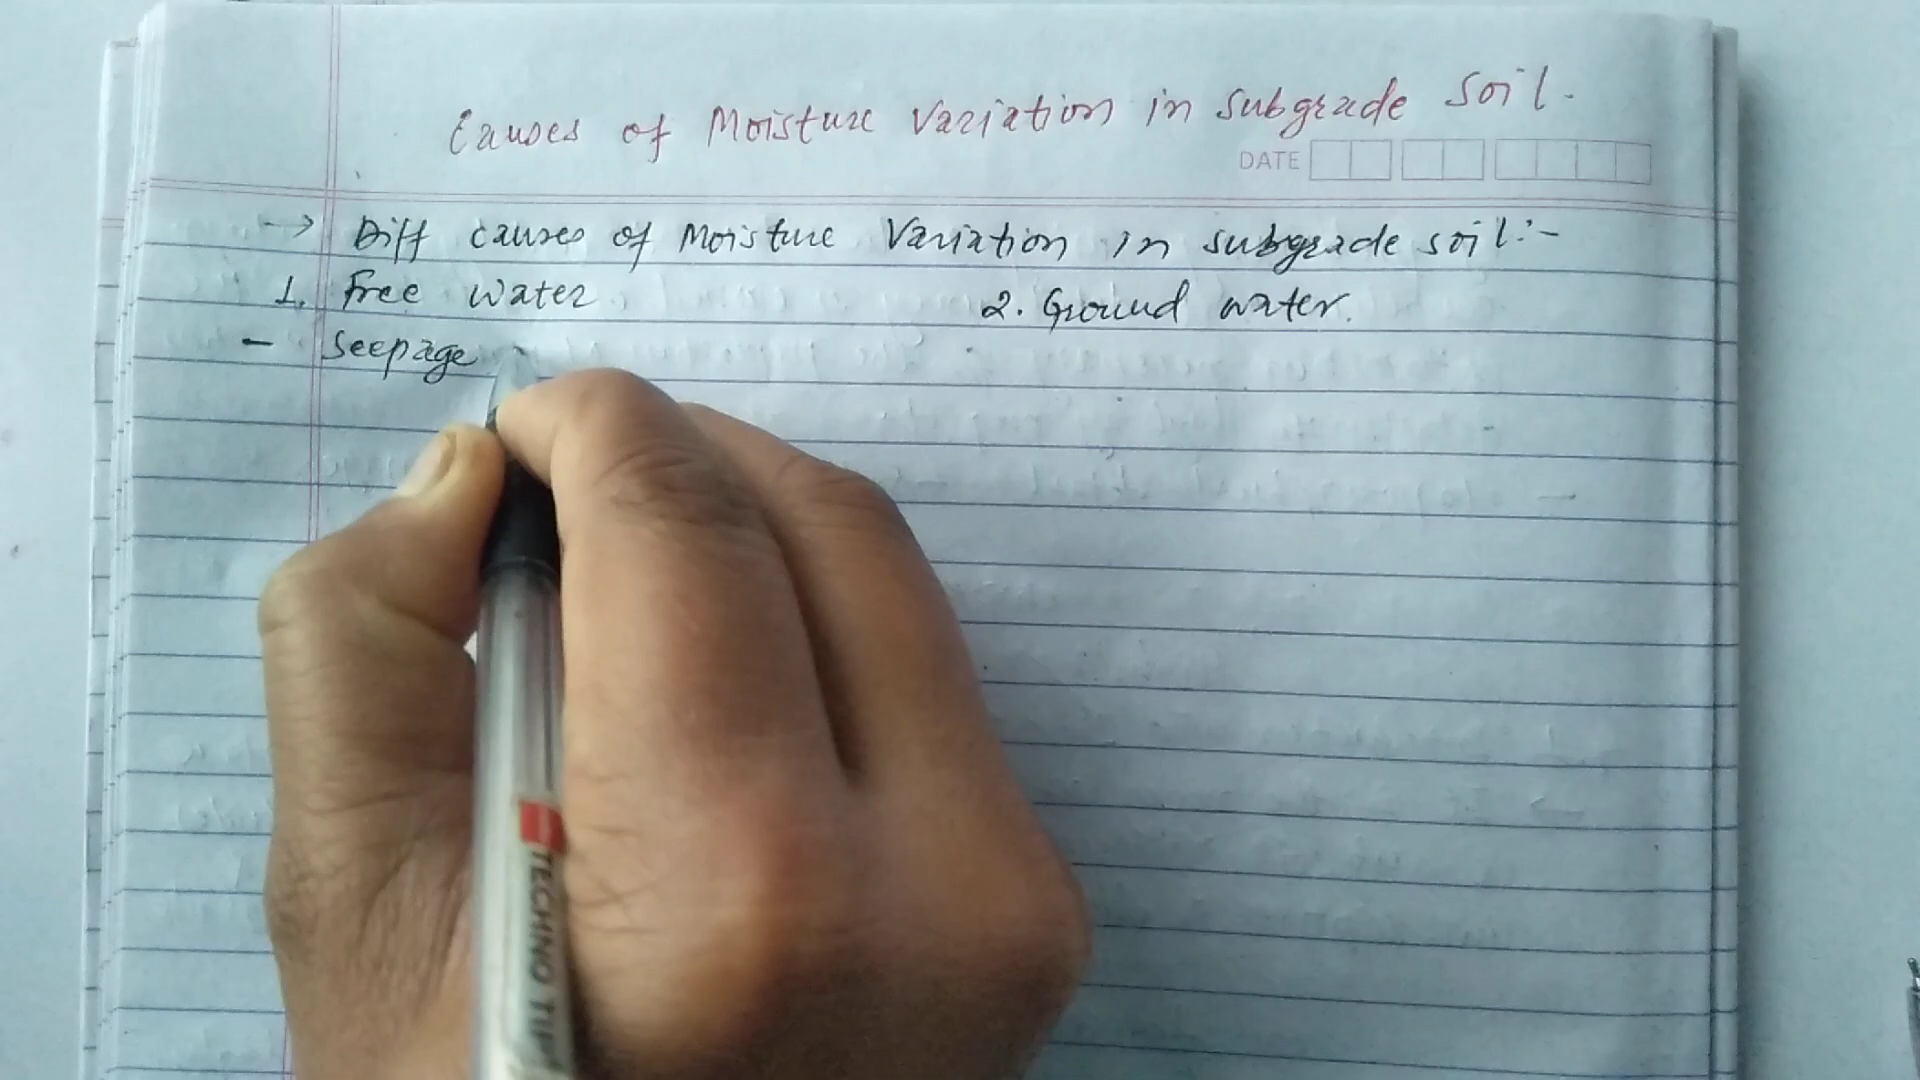 Causes of Moisture Variation in Subgrade Soil.
DATE
→ Diff causes of Moisture Variation in subgrade soil:-
1. Free Water
2. Ground water.
- Seepage
TECHNO TIP